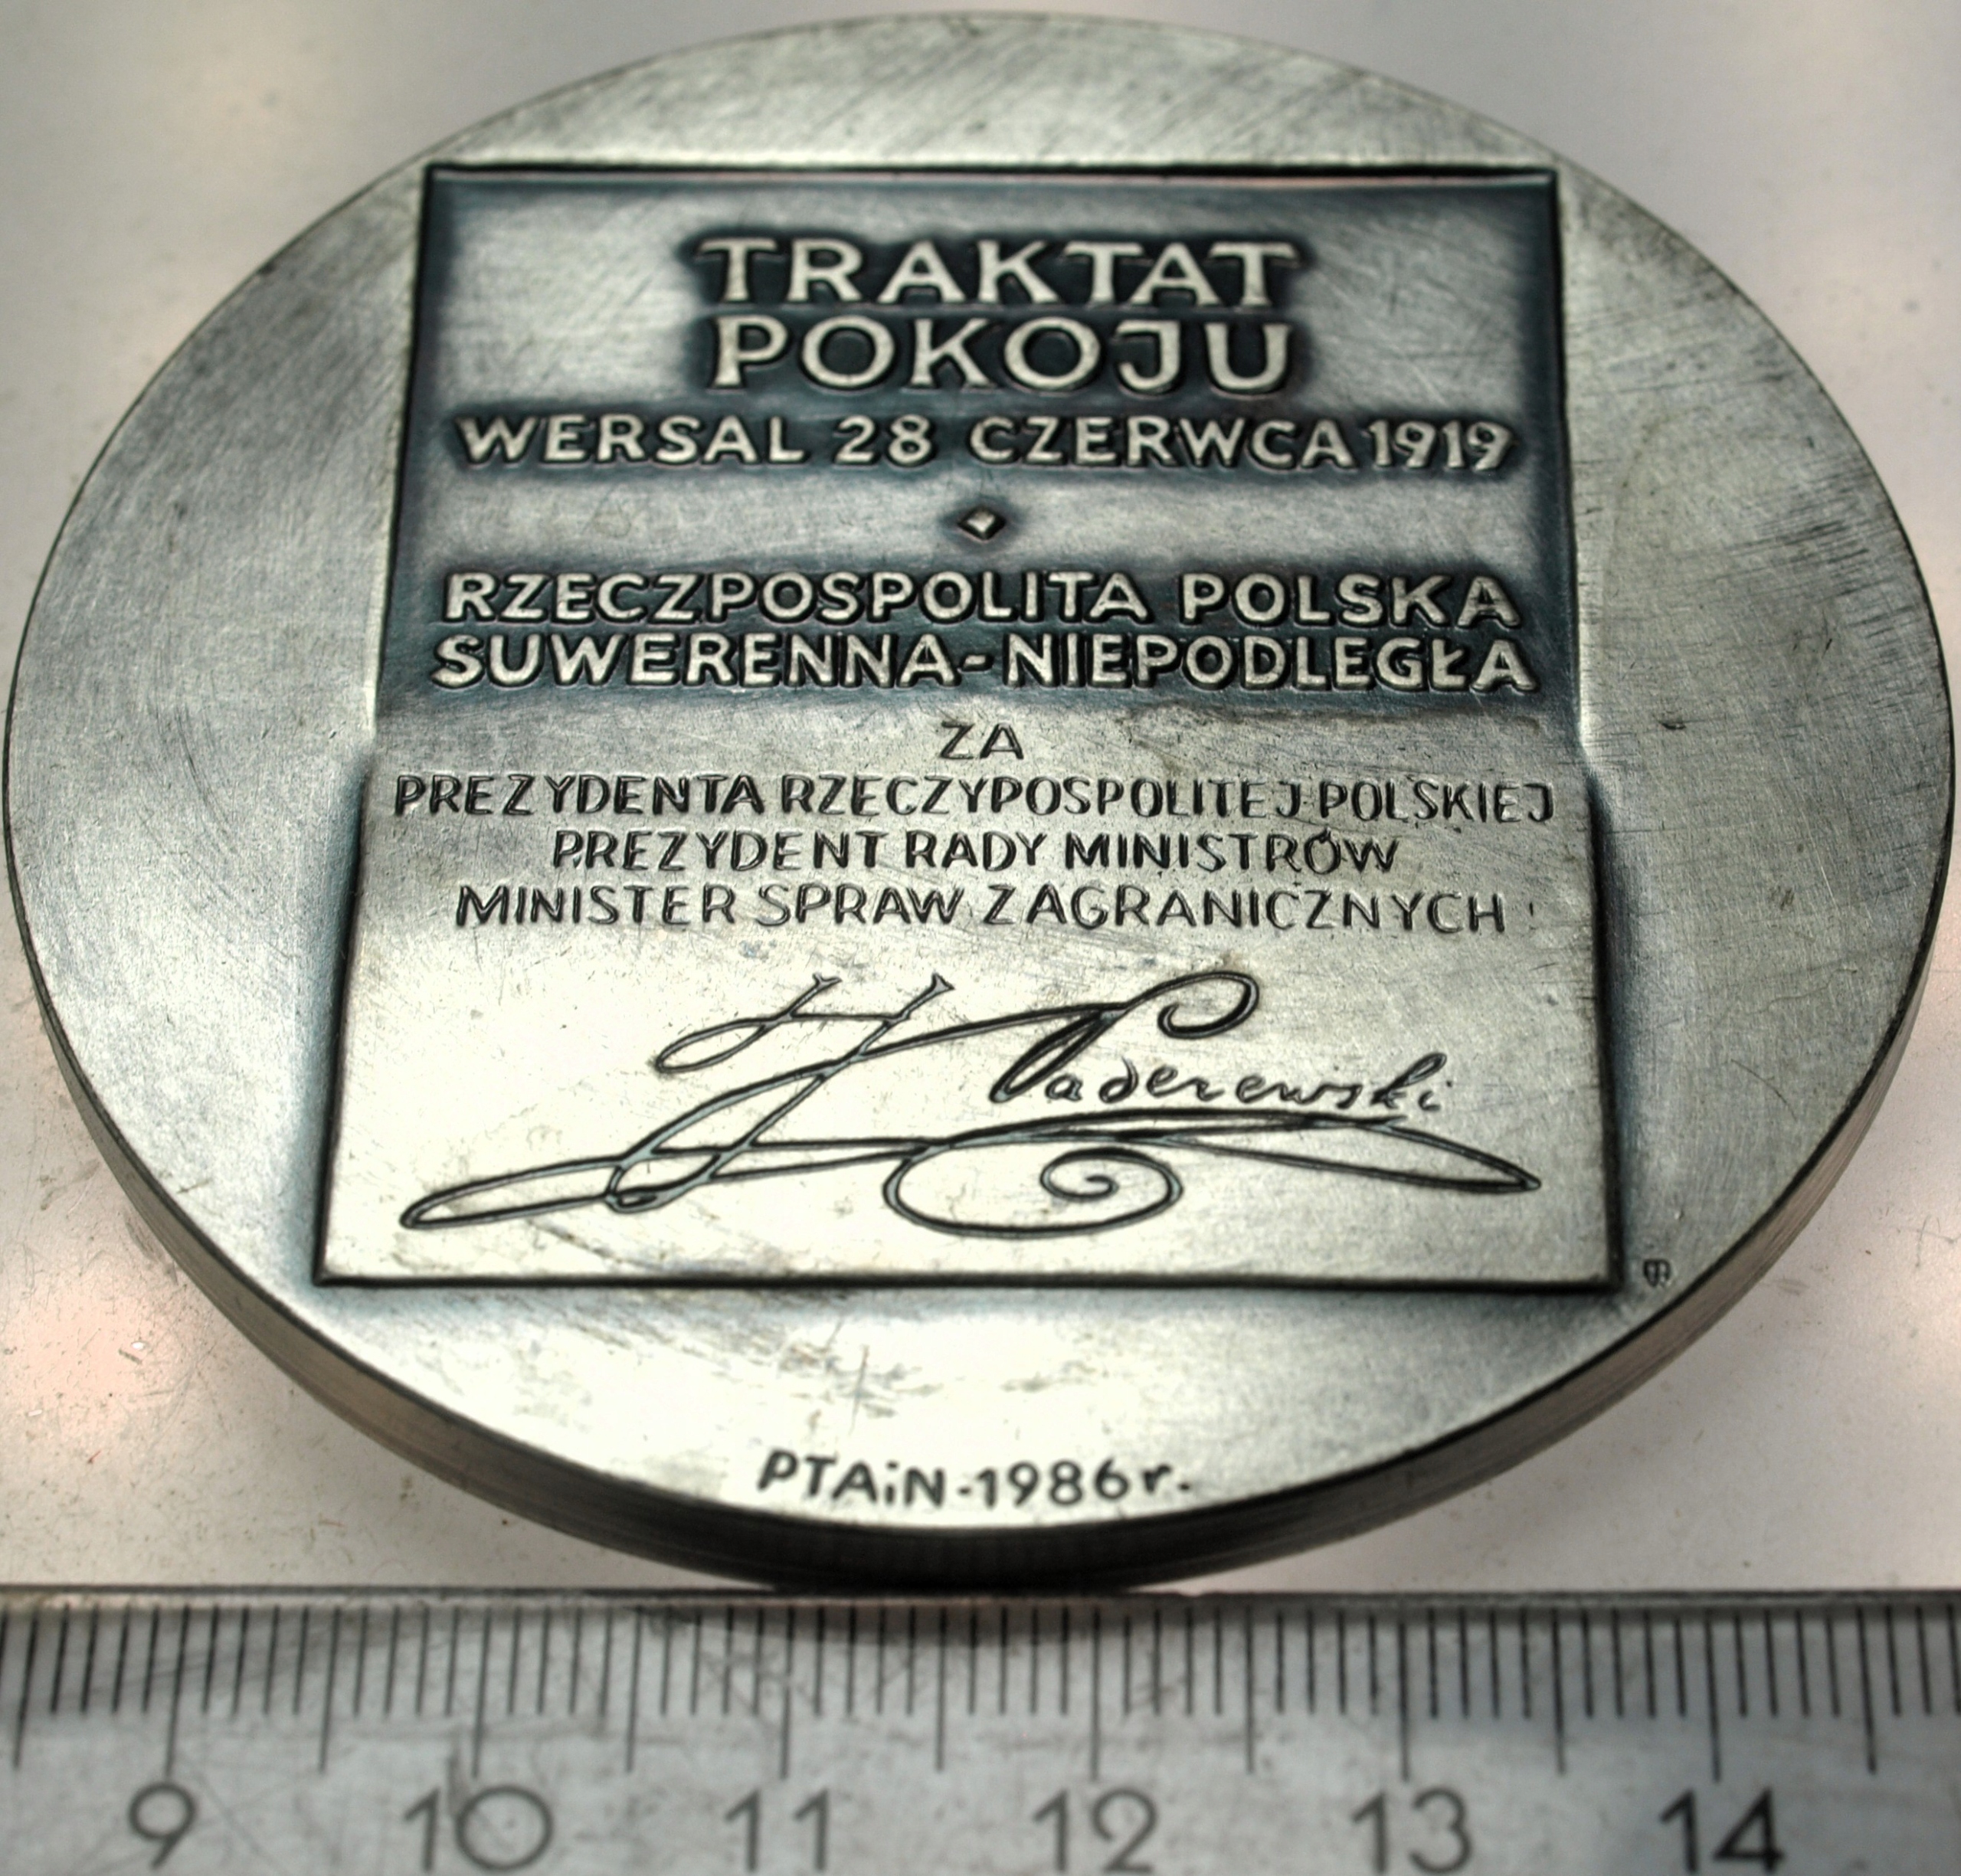 TRAKTAT
POKOJU
WERSAL 28 CZERWCA 1919
RZECZPOSPOLITA POLSKA
SUWERENNA-NIEPODLEGŁA
ZA
PREZYDENTA RZECZYPOSPOLITEJ POLSKIEJ
PREZYDENT RADY MINISTRÓW
MINISTER SPRAW ZAGRANICZNYCH
Paderewski
PTAiN-1986r.
9 10 11 12 13 14